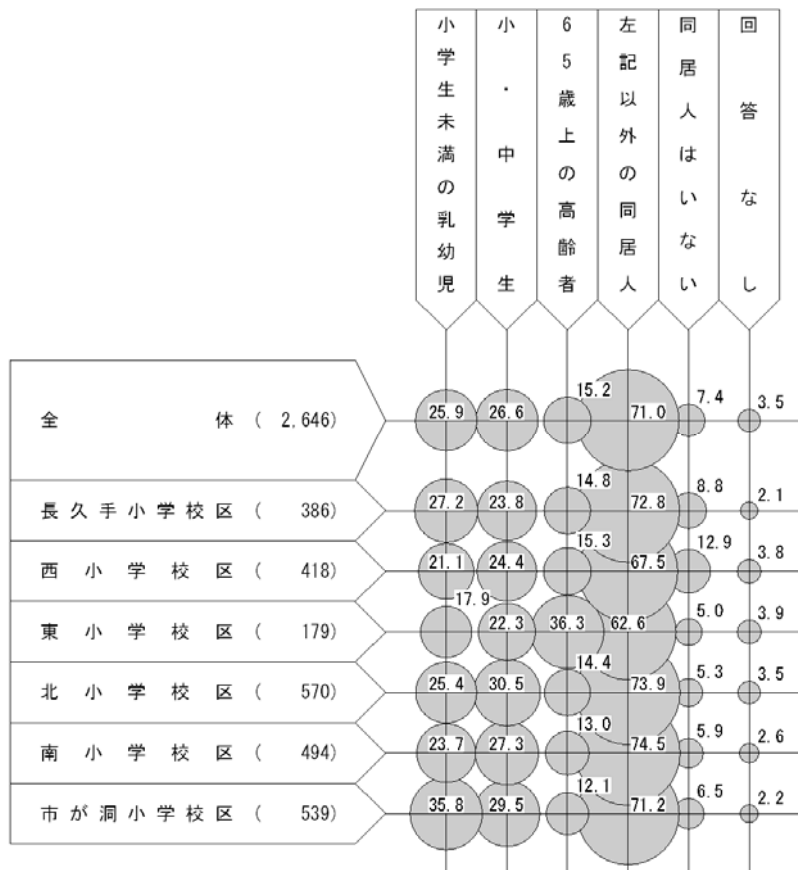 小学生未満の乳幼児
小・中学生
65歳上の高齢者
左記以外の同居人
同居人はいない
回答なし
全体(2,646) 25.9 26.6 15.2 71.0 7.4 3.5
長久手小学校区(386) 27.2 23.8 14.8 72.8 8.8 2.1
西小学校区(418) 21.1 24.4 15.3 67.5 12.9 3.8
東小学校区(179) 17.9 22.3 36.3 62.6 5.0 3.9
北小学校区(570) 25.4 30.5 14.4 73.9 5.3 3.5
南小学校区(494) 23.7 27.3 13.0 74.5 5.9 2.6
市が洞小学校区(539) 35.8 29.5 12.1 71.2 6.5 2.2